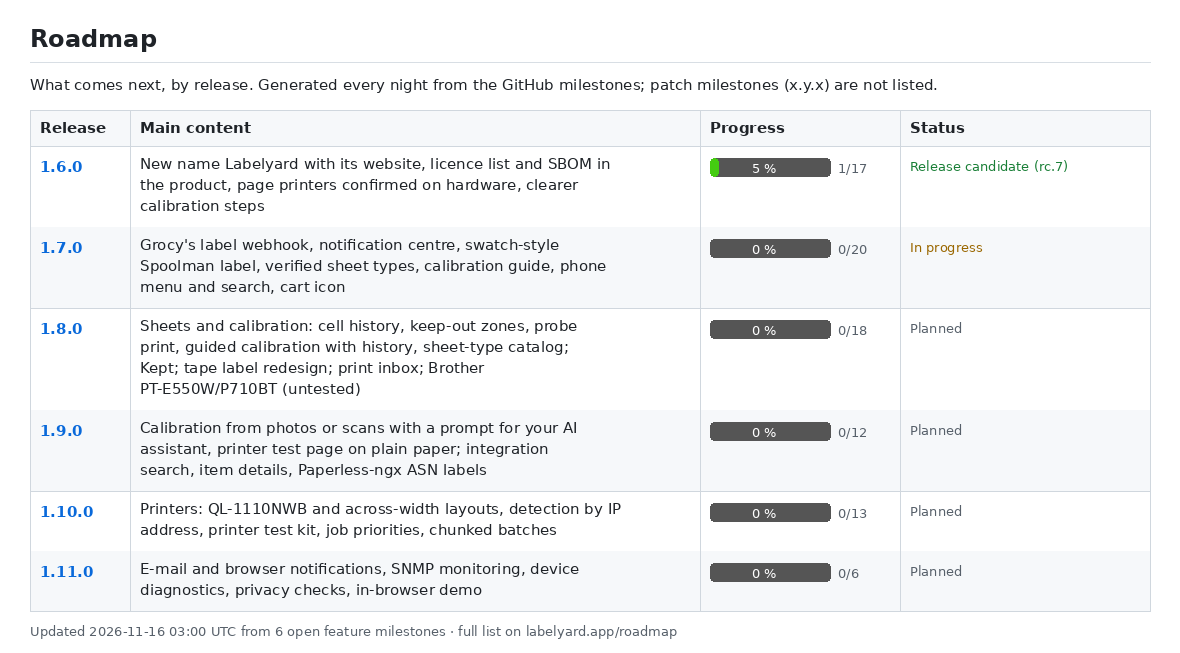 Roadmap
What comes next, by release. Generated every night from the GitHub milestones; patch milestones (x.y.x) are not listed.
Release Main content Progress Status
1.6.0 New name Labelyard with its website, licence list and SBOM in 5 % 1/17 Release candidate (rc.7)
the product, page printers confirmed on hardware, clearer
calibration steps
1.7.0 Grocy's label webhook, notification centre, swatch-style 0 % 0/20 In progress
Spoolman label, verified sheet types, calibration guide, phone
menu and search, cart icon
1.8.0 Sheets and calibration: cell history, keep-out zones, probe 0 % 0/18 Planned
print, guided calibration with history, sheet-type catalog;
Kept; tape label redesign; print inbox; Brother
PT-E550W/P710BT (untested)
1.9.0 Calibration from photos or scans with a prompt for your AI 0 % 0/12 Planned
assistant, printer test page on plain paper; integration
search, item details, Paperless-ngx ASN labels
1.10.0 Printers: QL-1110NWB and across-width layouts, detection by IP 0 % 0/13 Planned
address, printer test kit, job priorities, chunked batches
1.11.0 E-mail and browser notifications, SNMP monitoring, device 0 % 0/6 Planned
diagnostics, privacy checks, in-browser demo
Updated 2026-11-16 03:00 UTC from 6 open feature milestones · full list on labelyard.app/roadmap